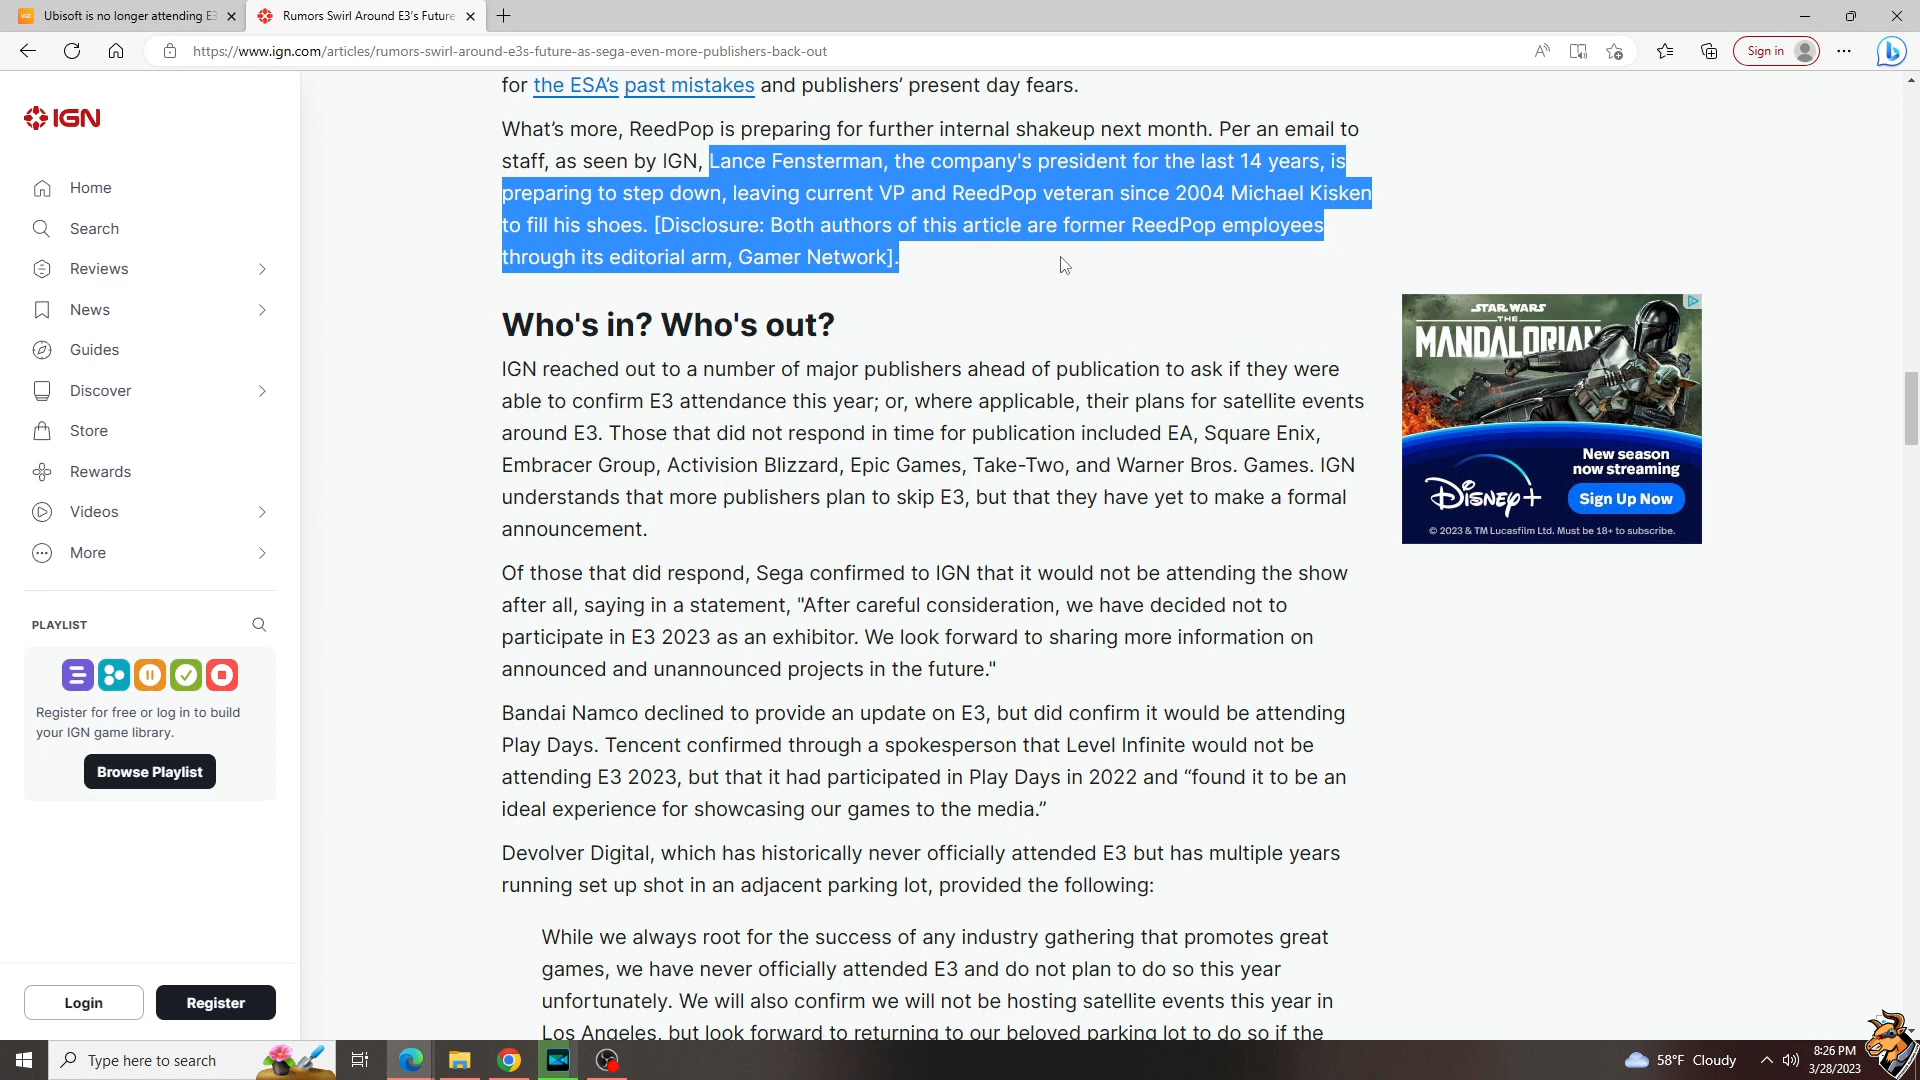 Ubisoft is no longer attending E3
Rumors Swirl Around E3's Future
https://www.ign.com/articles/rumors-swirl-around-e3s-future-as-sega-even-more-publishers-back-out
Sign in
IGN
Home
Search
Reviews
News
Guides
Discover
Store
Rewards
Videos
More
PLAYLIST
Register for free or log in to build
your IGN game library.
Browse Playlist
Login
Register
for the ESA's past mistakes and publishers' present day fears.
What's more, ReedPop is preparing for further internal shakeup next month. Per an email to
staff, as seen by IGN, Lance Fensterman, the company's president for the last 14 years, is
preparing to step down, leaving current VP and ReedPop veteran since 2004 Michael Kisken
to fill his shoes. [Disclosure: Both authors of this article are former ReedPop employees
through its editorial arm, Gamer Network].
Who's in? Who's out?
IGN reached out to a number of major publishers ahead of publication to ask if they were
able to confirm E3 attendance this year; or, where applicable, their plans for satellite events
around E3. Those that did not respond in time for publication included EA, Square Enix,
Embracer Group, Activision Blizzard, Epic Games, Take-Two, and Warner Bros. Games. IGN
understands that more publishers plan to skip E3, but that they have yet to make a formal
announcement.
Of those that did respond, Sega confirmed to IGN that it would not be attending the show
after all, saying in a statement, "After careful consideration, we have decided not to
participate in E3 2023 as an exhibitor. We look forward to sharing more information on
announced and unannounced projects in the future."
Bandai Namco declined to provide an update on E3, but did confirm it would be attending
Play Days. Tencent confirmed through a spokesperson that Level Infinite would not be
attending E3 2023, but that it had participated in Play Days in 2022 and “found it to be an
ideal experience for showcasing our games to the media.”
Devolver Digital, which has historically never officially attended E3 but has multiple years
running set up shot in an adjacent parking lot, provided the following:
While we always root for the success of any industry gathering that promotes great
games, we have never officially attended E3 and do not plan to do so this year
unfortunately. We will also confirm we will not be hosting satellite events this year in
Los Angeles, but look forward to returning to our beloved parking lot to do so if the
STAR WARS
THE
MANDALORIAN
Disney+
New season
now streaming
Sign Up Now
© 2023 & TM Lucasfilm Ltd. Must be 18+ to subscribe.
Type here to search
58°F Cloudy
8:26 PM
3/28/2023